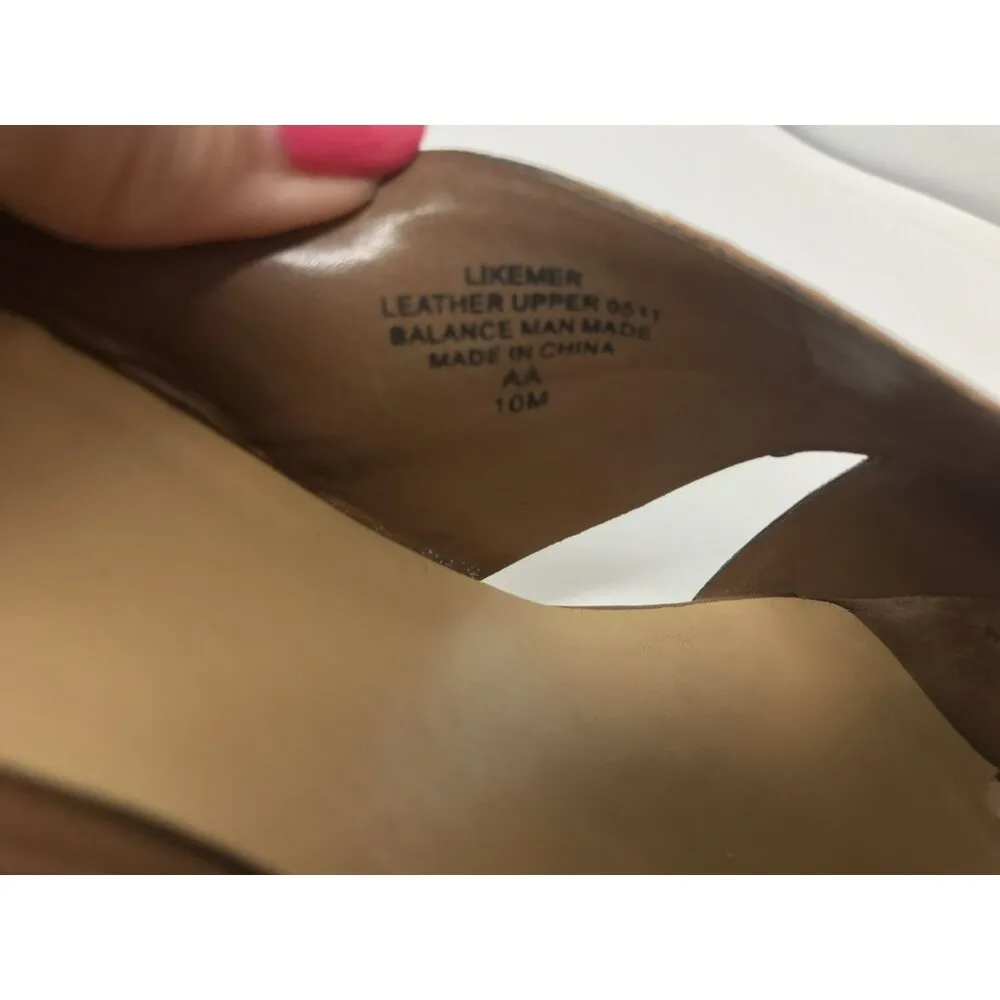 LIKEMER
LEATHER UPPER 0511
BALANCE MAN MADE
MADE IN CHINA
AA
10M